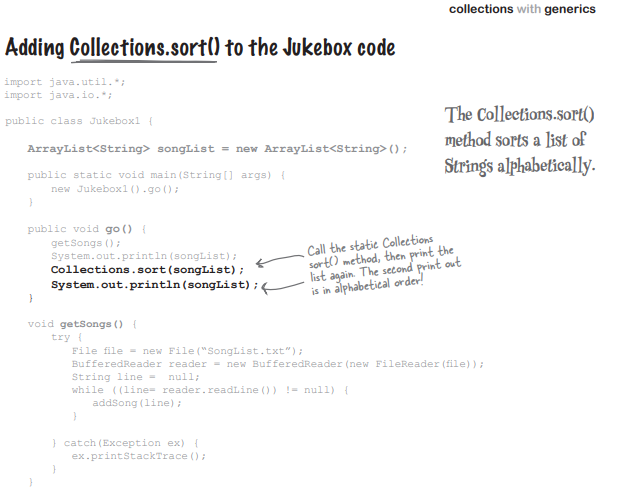 collections with generics
Adding Collections.sort() to the Jukebox code
import java.util.*;
import java.io.*;
The Collections.sort()
method sorts a list of
Strings alphabetically.
public class Jukebox1 {
ArrayList<String> songList = new ArrayList<String>();
public static void main(String[] args) {
new Jukebox1().go();
}
public void go() {
getSongs();
System.out.println(songList);
Collections.sort(songList);
System.out.println(songList);
}
Call the static Collections
sort() method, then print the
list again. The second print out
is in alphabetical order!
void getSongs() {
try {
File file = new File(“SongList.txt”);
BufferedReader reader = new BufferedReader(new FileReader(file));
String line = null;
while ((line= reader.readLine()) != null) {
addSong(line);
}
} catch(Exception ex) {
ex.printStackTrace();
}
}